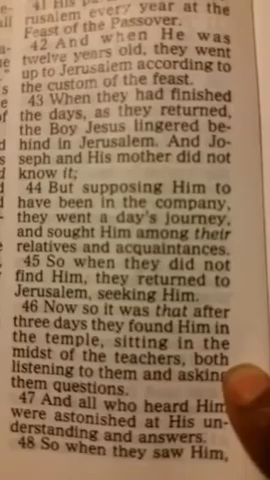 41 His
rusalem every year at the
Feast of the Passover.
42 And when He was
twelve years old, they went
up to Jerusalem according to
the custom of the feast.
43 When they had finished
the days, as they returned,
the Boy Jesus lingered be-
hind in Jerusalem. And Jo-
seph and His mother did not
know it;
44 But supposing Him to
have been in the company,
they went a day's journey,
and sought Him among their
relatives and acquaintances.
45 So when they did not
find Him, they returned to
Jerusalem, seeking Him.
46 Now so it was that after
three days they found Him in
the temple, sitting in the
midst of the teachers, both
listening to them and asking
them questions.
47 And all who heard Him
were astonished at His un-
derstanding and answers.
48 So when they saw Him,